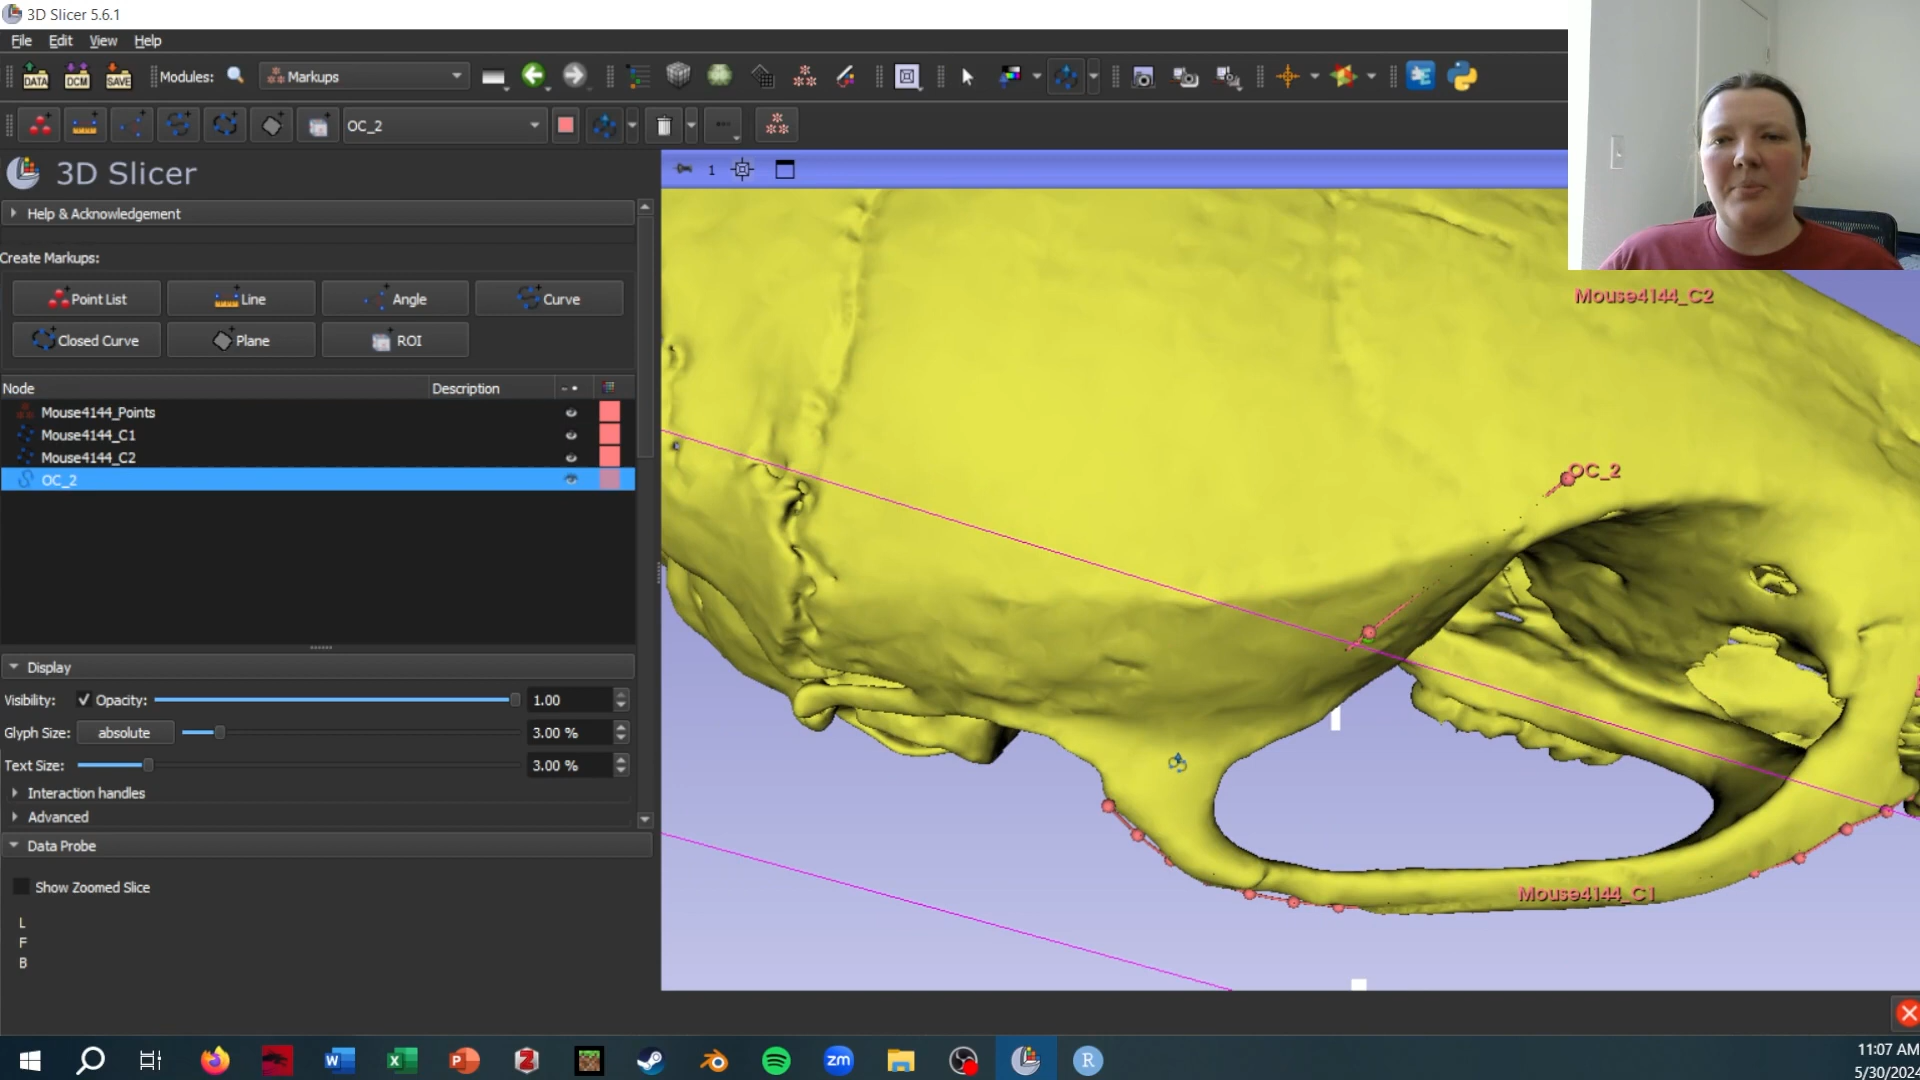 3D Slicer 5.6.1
File Edit View Help
DATA DCM SAVE Modules: Markups
OC_2
3D Slicer
1
Help & Acknowledgement
Create Markups:
Point List Line Angle Curve
Closed Curve Plane ROI
Node Description
Mouse4144_Points
Mouse4144_C1
Mouse4144_C2
OC_2
Display
Visibility: Opacity: 1.00
Glyph Size: absolute 3.00 %
Text Size: 3.00 %
Interaction handles
Advanced
Data Probe
Show Zoomed Slice
L
F
B
Mouse4144_C2
OC_2
Mouse4144_C1
W X P Z zm R
11:07 AM
5/30/2024